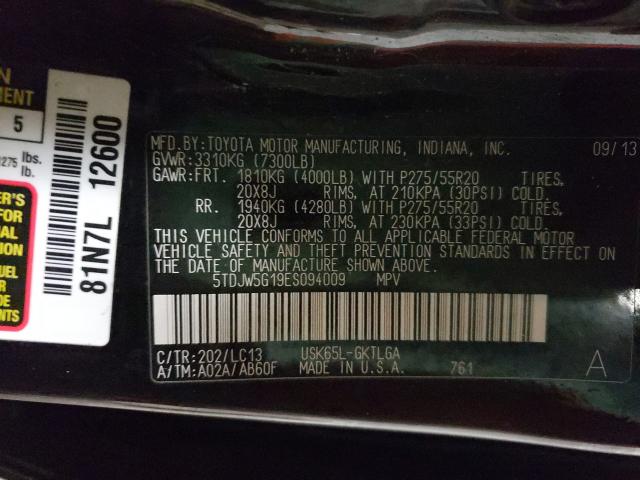 MENT
5
1275 lbs.
lb.
81N7L 12600
MFD.BY:TOYOTA MOTOR MANUFACTURING, INDIANA, INC. 09/13
GVWR:3310KG (7300LB)
GAWR:FRT. 1810KG (4000LB) WITH P275/55R20 TIRES,
20X8J RIMS, AT 210KPA (30PSI) COLD
RR. 1940KG (4280LB) WITH P275/55R20 TIRES,
20X8J RIMS, AT 230KPA (33PSI) COLD
THIS VEHICLE CONFORMS TO ALL APPLICABLE FEDERAL MOTOR
VEHICLE SAFETY AND THEFT PREVENTION STANDARDS IN EFFECT ON
THE DATE OF MANUFACTURE SHOWN ABOVE.
5TDJW5G19ES094009 MPV
C/TR:202/LC13 USK65L-GKTLGA
A/TM:A02A/AB60F MADE IN U.S.A. 761 A